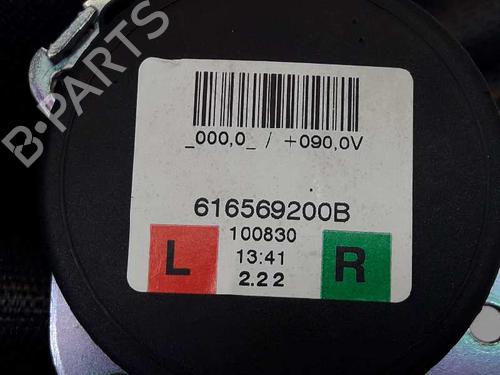 B-PARTS
_000,0_ / +090,0V
616569200B
L
100830
13:41
2.22
R